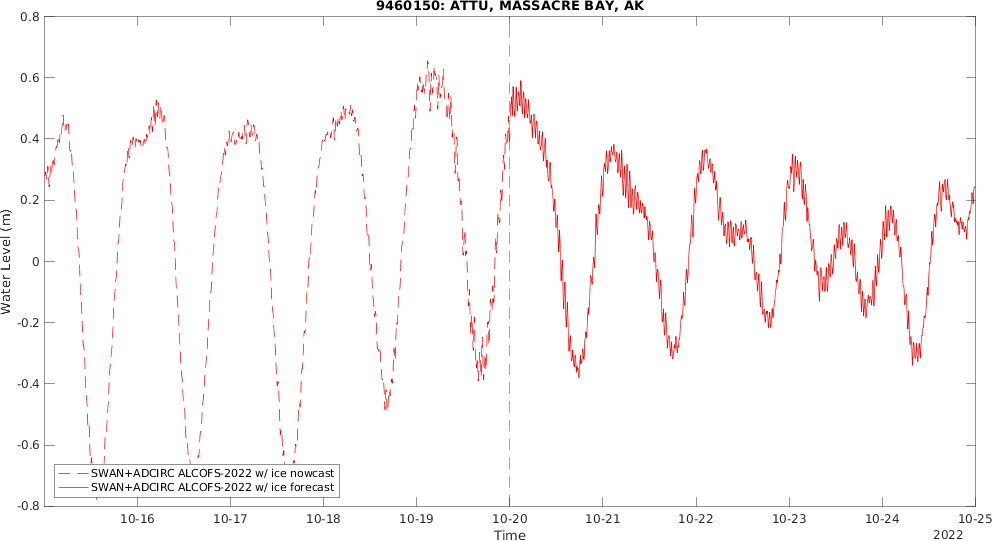 9460150: ATTU, MASSACRE BAY, AK
0.8
0.6
0.4
0.2
0
-0.2
-0.4
-0.6
-0.8
Water Level (m)
SWAN+ADCIRC ALCOFS-2022 w/ ice nowcast
SWAN+ADCIRC ALCOFS-2022 w/ ice forecast
10-16 10-17 10-18 10-19 10-20 10-21 10-22 10-23 10-24 10-25
Time
2022